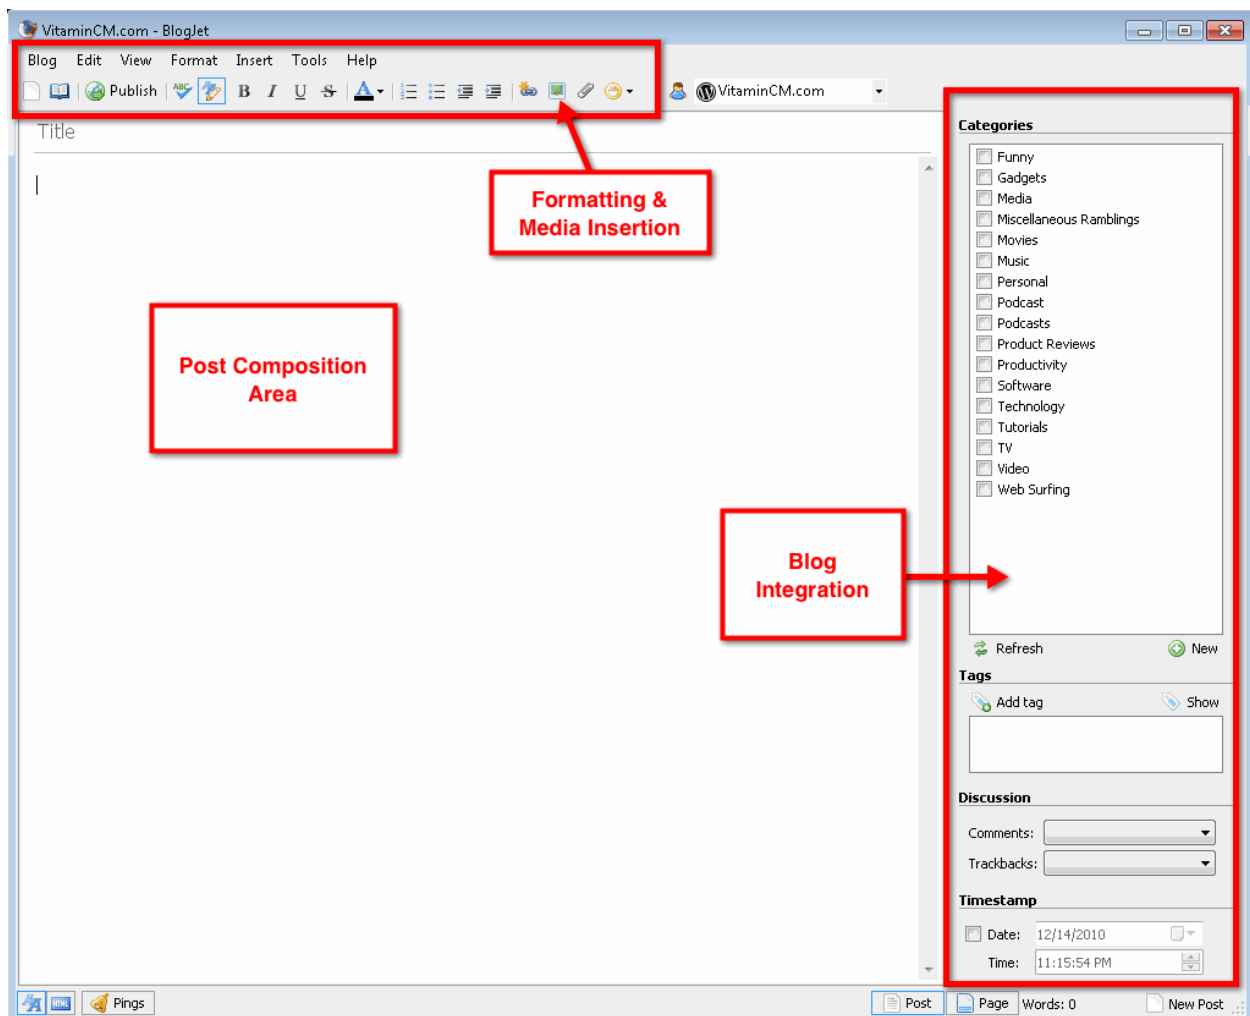 VitaminCM.com - BlogJet
Blog Edit View Format Insert Tools Help
Publish ABC B I U S A VitaminCM.com
Title
Formatting &
Media Insertion
Post Composition
Area
Blog
Integration
Categories
Funny
Gadgets
Media
Miscellaneous Ramblings
Movies
Music
Personal
Podcast
Podcasts
Product Reviews
Productivity
Software
Technology
Tutorials
TV
Video
Web Surfing
Refresh New
Tags
Add tag Show
Discussion
Comments:
Trackbacks:
Timestamp
Date: 12/14/2010
Time: 11:15:54 PM
HTML Pings Post Page Words: 0 New Post